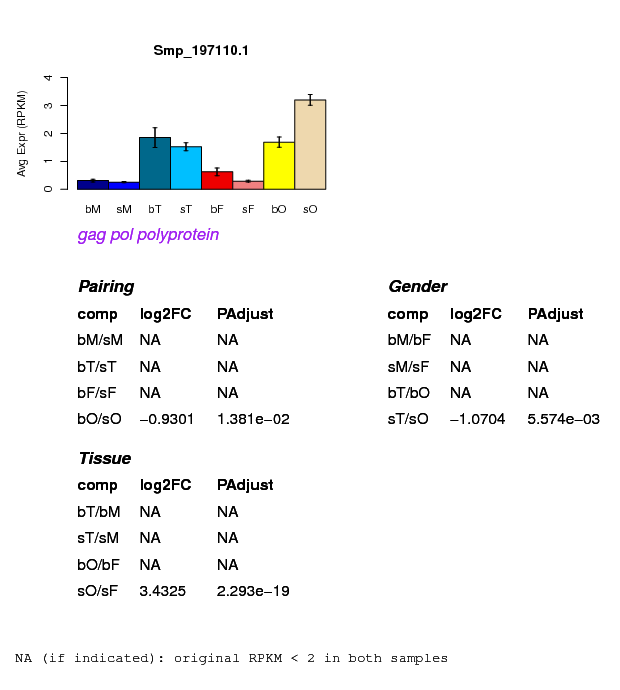 Smp_197110.1
Avg Expr (RPKM)
0 1 2 3 4
bM sM bT sT bF sF bO sO
gag pol polyprotein
Pairing
comp log2FC PAdjust
bM/sM NA NA
bT/sT NA NA
bF/sF NA NA
bO/sO −0.9301 1.381e−02
Gender
comp log2FC PAdjust
bM/bF NA NA
sM/sF NA NA
bT/bO NA NA
sT/sO −1.0704 5.574e−03
Tissue
comp log2FC PAdjust
bT/bM NA NA
sT/sM NA NA
bO/bF NA NA
sO/sF 3.4325 2.293e−19
NA (if indicated): original RPKM < 2 in both samples